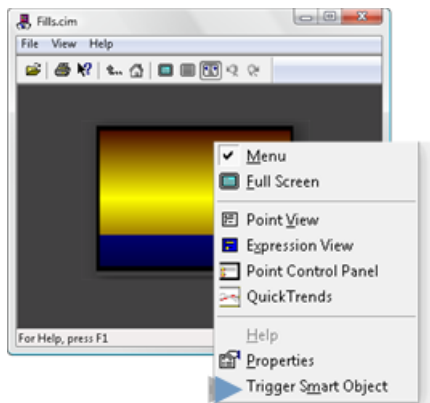 Fills.cim
File View Help
Menu
Full Screen
Point View
Expression View
Point Control Panel
QuickTrends
Help
Properties
Trigger Smart Object
For Help, press F1